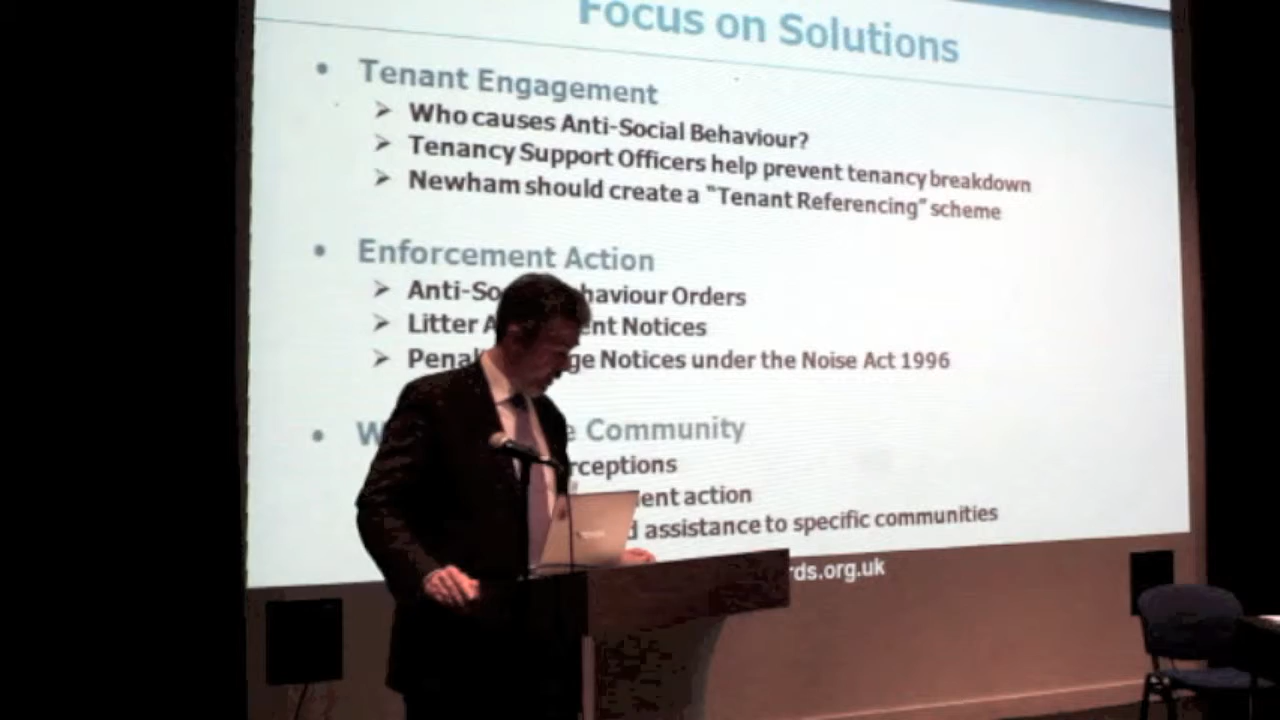 Focus on Solutions
• Tenant Engagement
➢ Who causes Anti-Social Behaviour?
➢ Tenancy Support Officers help prevent tenancy breakdown
➢ Newham should create a "Tenant Referencing" scheme
• Enforcement Action
➢ Anti-So haviour Orders
➢ Litter A nt Notices
➢ Penal ge Notices under the Noise Act 1996
• W e Community
rceptions
ent action
d assistance to specific communities
rds.org.uk